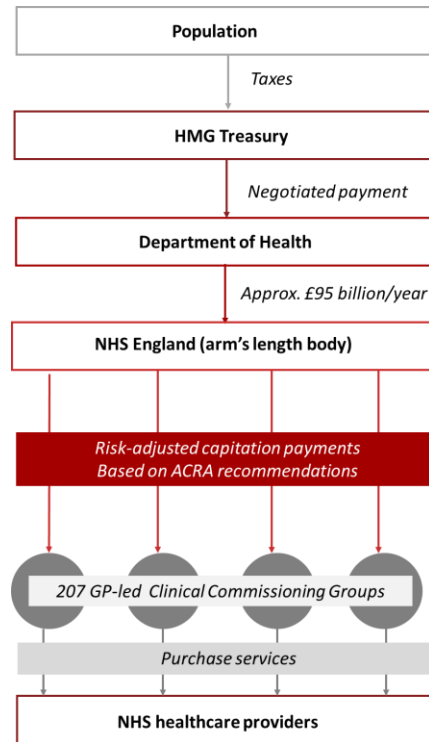 Population
Taxes
HMG Treasury
Negotiated payment
Department of Health
Approx. £95 billion/year
NHS England (arm's length body)
Risk-adjusted capitation payments
Based on ACRA recommendations
207 GP-led Clinical Commissioning Groups
Purchase services
NHS healthcare providers